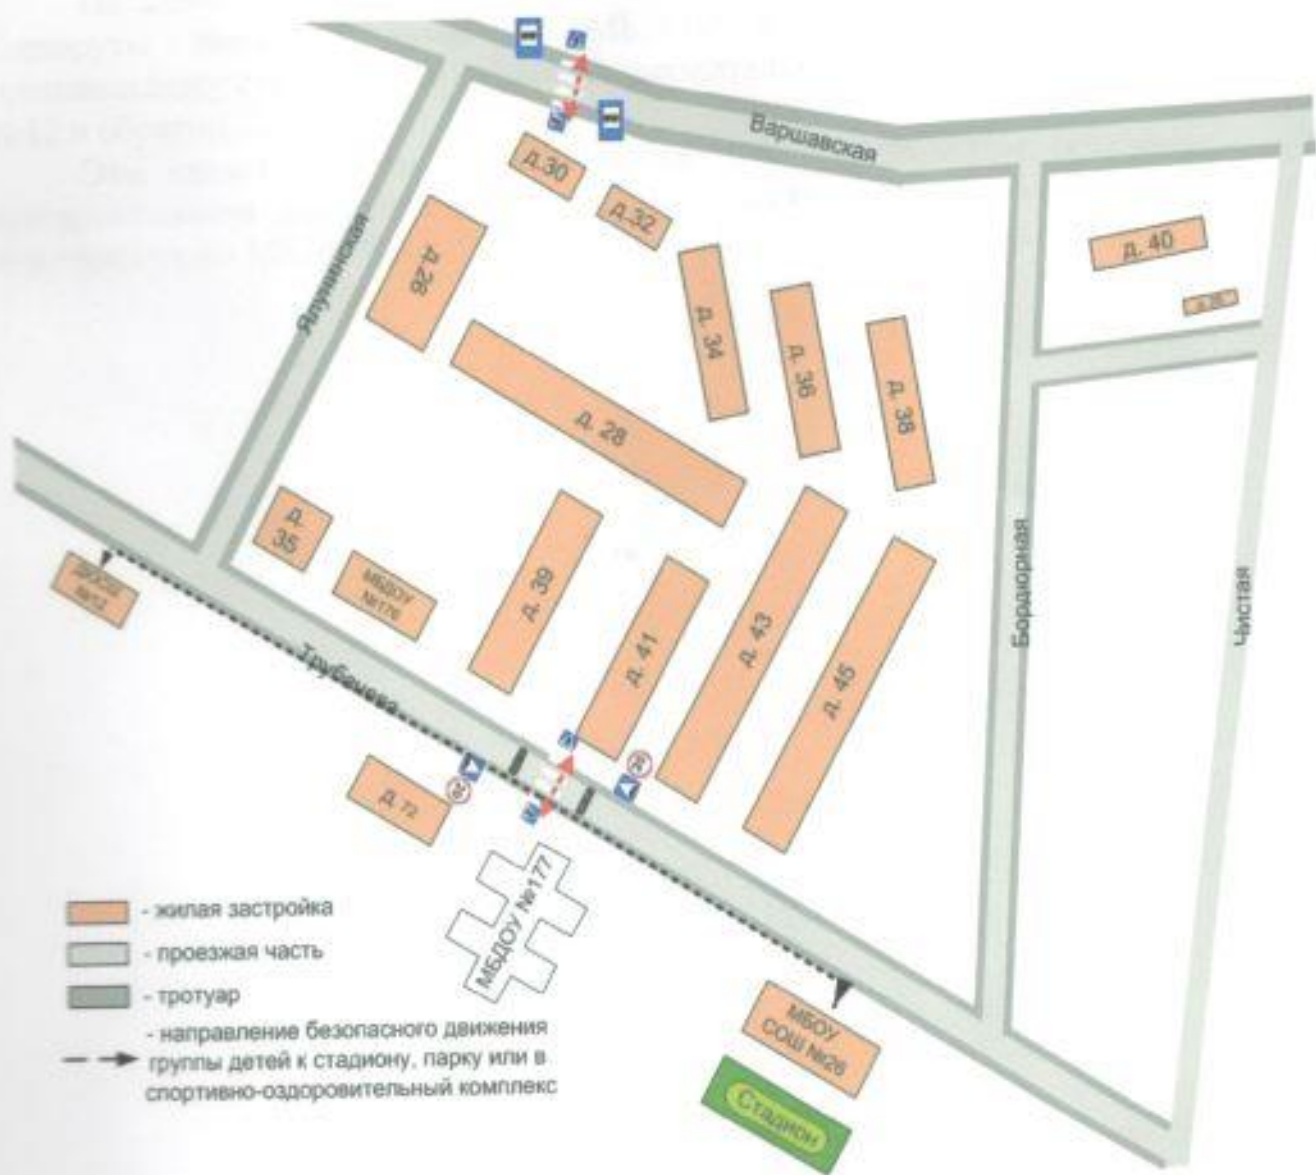 Варшавская
д.30
д.32
д.26
Ялунинская
д. 40
д. 34
д. 36
д. 38
д. 28
д.
35
МБДОУ
№176
д. 39
д. 41
д. 43
д. 45
Бордюрная
Чистая
№12
Трубачева
д. 72
МБДОУ №177
МБОУ
СОШ №26
Стадион
- жилая застройка
- проезжая часть
- тротуар
- направление безопасного движения
группы детей к стадиону, парку или в
спортивно-оздоровительный комплекс